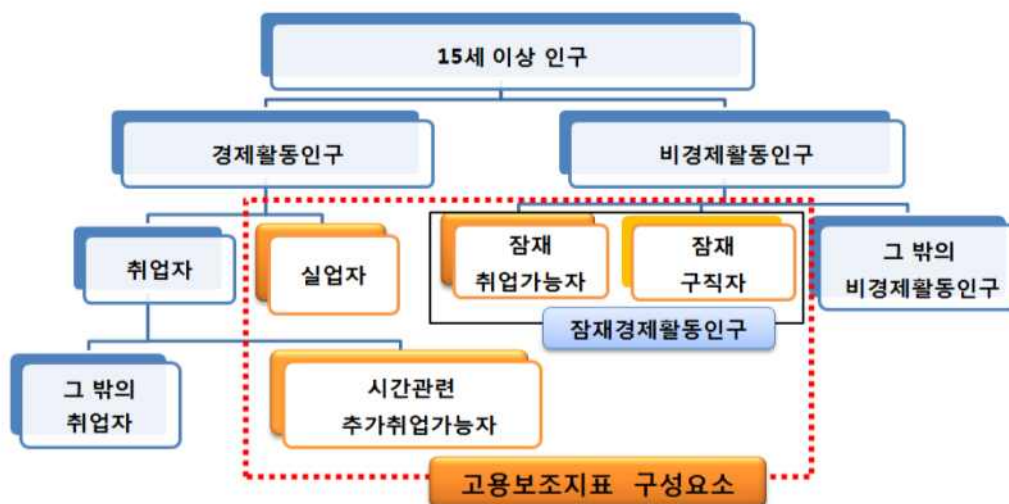 15세 이상 인구
경제활동인구
비경제활동인구
취업자
실업자
잠재
취업가능자
잠재
구직자
그 밖의
비경제활동인구
잠재경제활동인구
그 밖의
취업자
시간관련
추가취업가능자
고용보조지표 구성요소